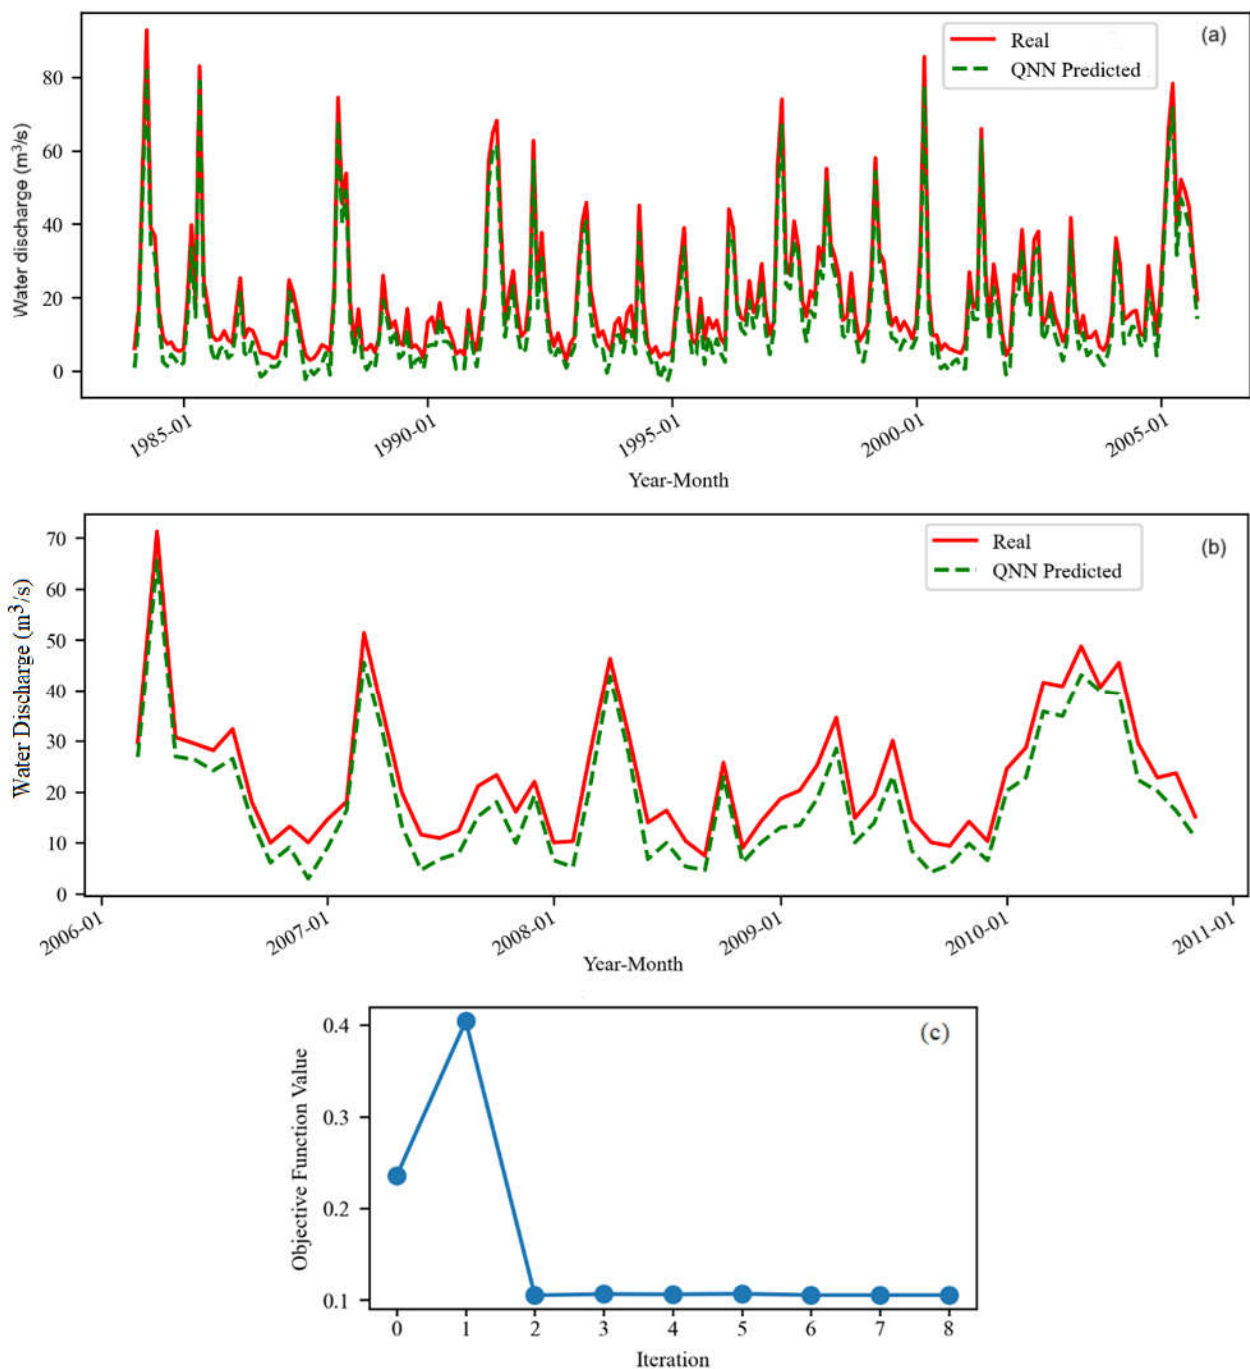 (a)
Real
QNN Predicted
Water discharge (m³/s)
80
60
40
20
0
1985-01
1990-01
1995-01
2000-01
2005-01
Year-Month
(b)
Real
QNN Predicted
Water Discharge (m³/s)
70
60
50
40
30
20
10
0
2006-01
2007-01
2008-01
2009-01
2010-01
2011-01
Year-Month
(c)
Objective Function Value
0.4
0.3
0.2
0.1
0 1 2 3 4 5 6 7 8
Iteration